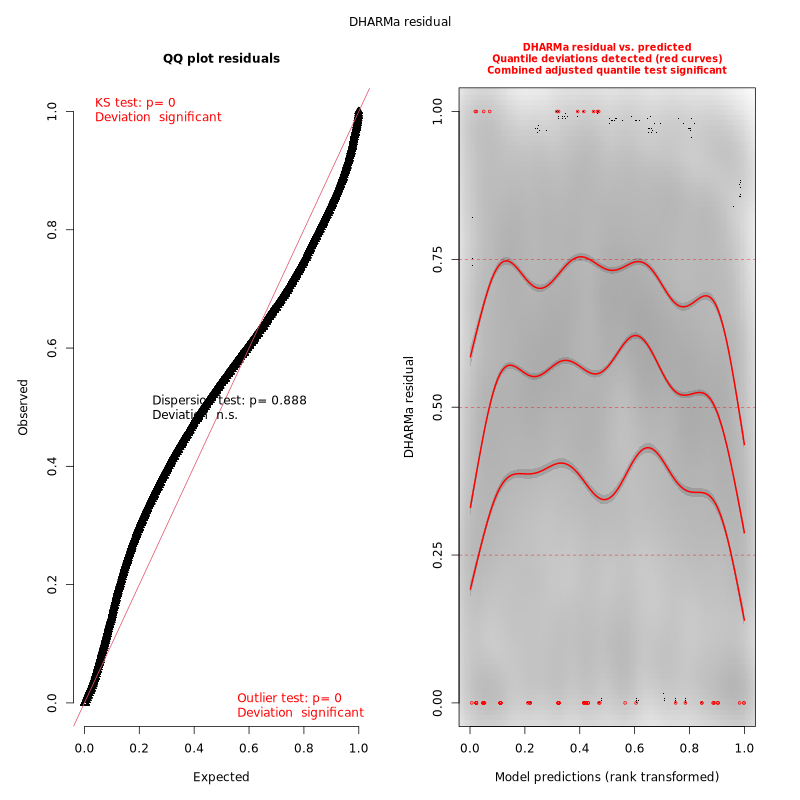 DHARMa residual
QQ plot residuals
KS test: p= 0
Deviation  significant
Dispersion test: p= 0.888
Deviation  n.s.
Outlier test: p= 0
Deviation  significant
Observed
0.0
0.2
0.4
0.6
0.8
1.0
0.0 0.2 0.4 0.6 0.8 1.0
Expected
DHARMa residual vs. predicted
Quantile deviations detected (red curves)
Combined adjusted quantile test significant
DHARMa residual
0.00
0.25
0.50
0.75
1.00
0.0 0.2 0.4 0.6 0.8 1.0
Model predictions (rank transformed)